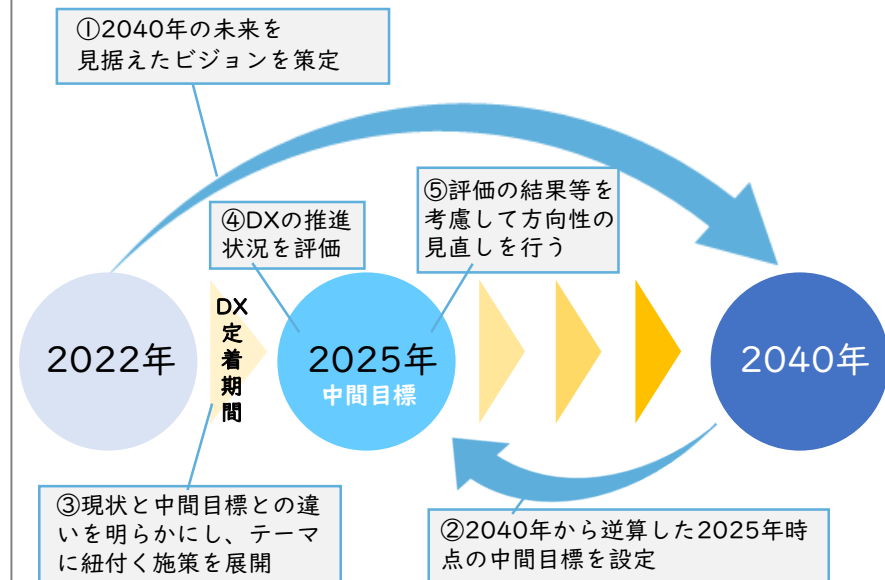 ①2040年の未来を
見据えたビジョンを策定
④DXの推進
状況を評価
⑤評価の結果等を
考慮して方向性の
見直しを行う
2022年
DX
定
着
期
間
2025年
中間目標
2040年
③現状と中間目標との違
いを明らかにし、テーマ
に紐付く施策を展開
②2040年から逆算した2025年時
点の中間目標を設定